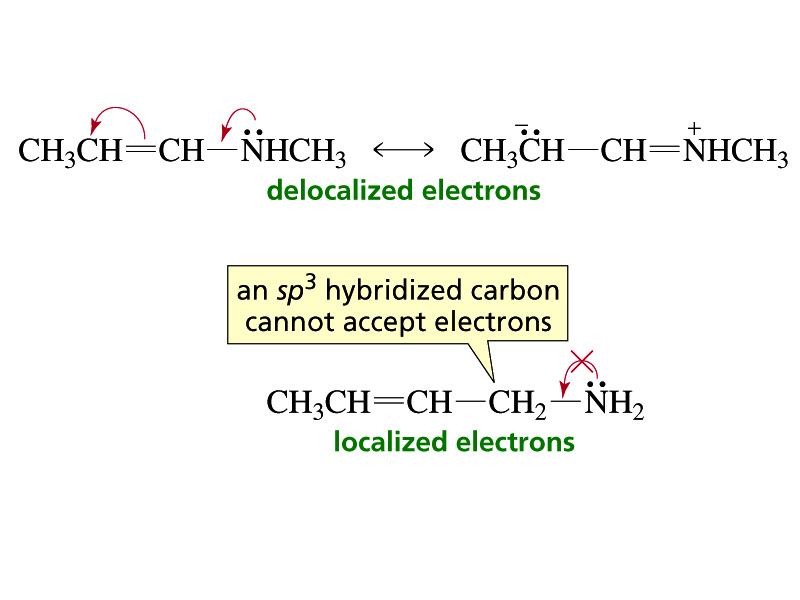 CH₃CH=CH—N̈HCH₃ ⟷ CH₃C̈⁻H—CH=N⁺HCH₃
delocalized electrons
an sp³ hybridized carbon
cannot accept electrons
CH₃CH=CH—CH₂—N̈H₂
localized electrons